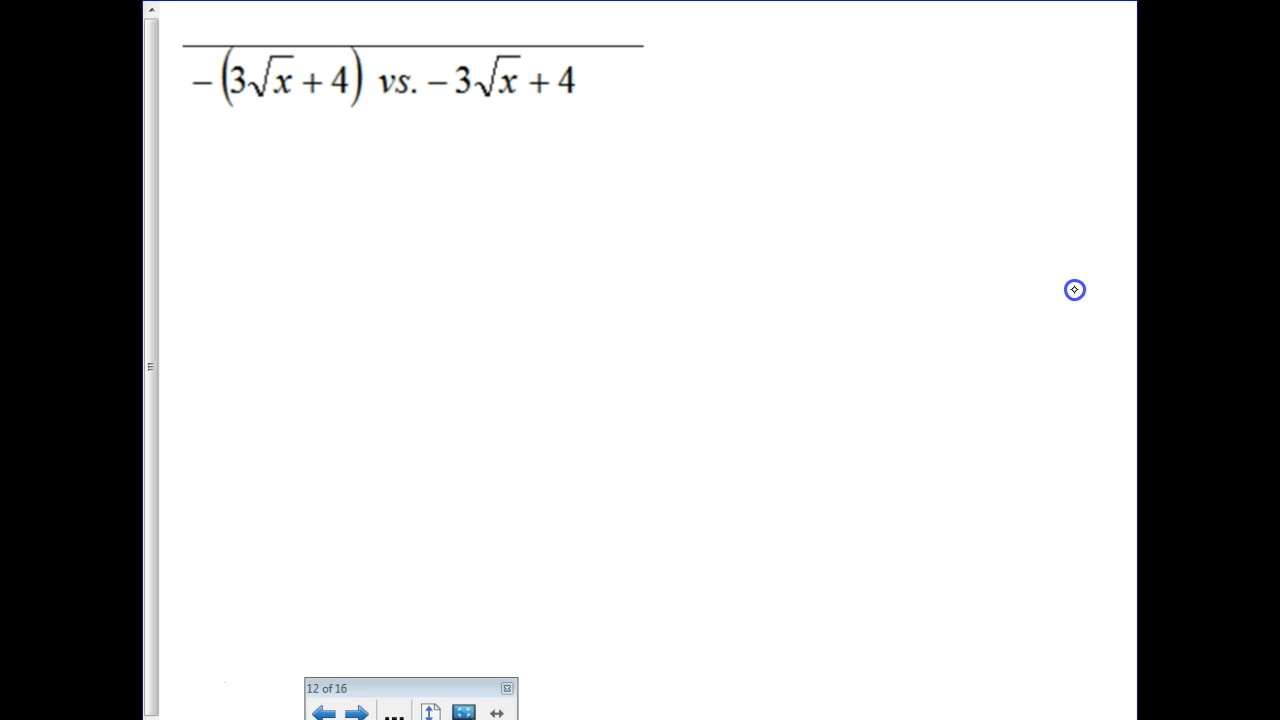 −(3√x + 4) vs. −3√x + 4
12 of 16